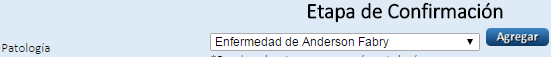 Etapa de Confirmación
Patología
Enfermedad de Anderson Fabry
Agregar